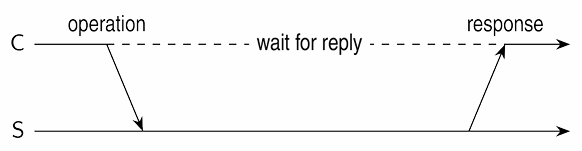 operation
response
C
wait for reply
S